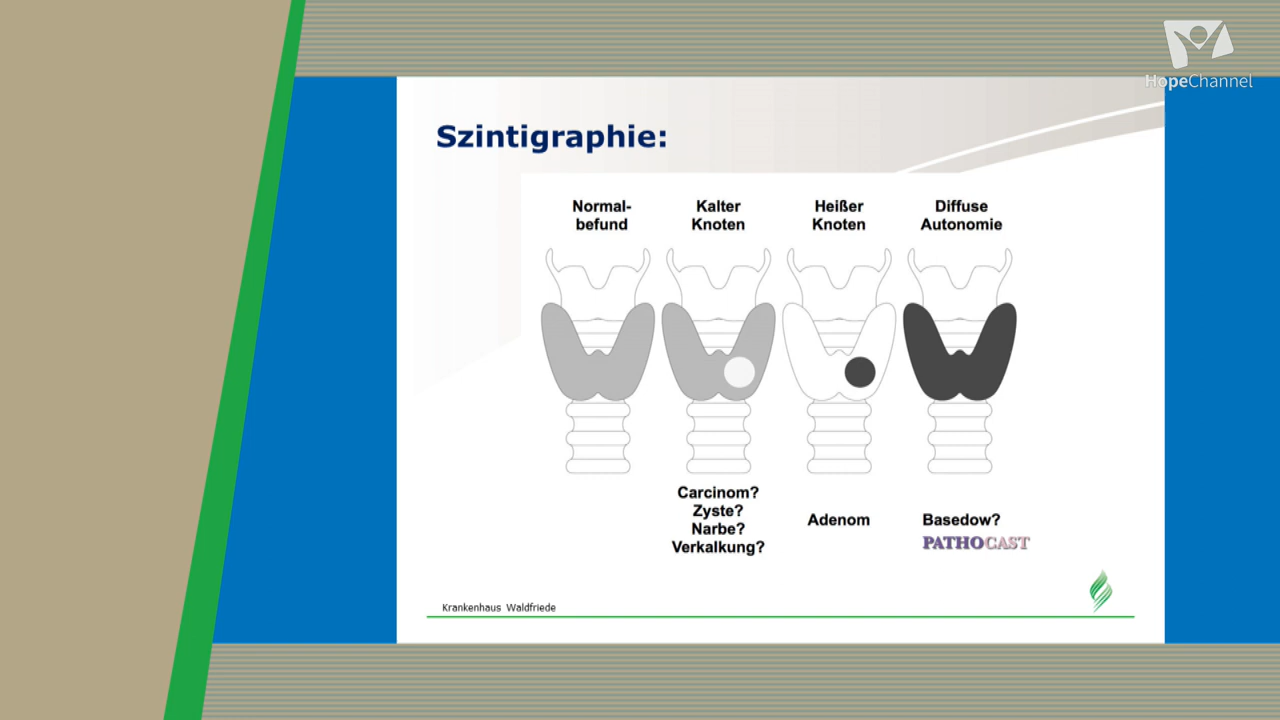 HopeChannel
Szintigraphie:
Normal-
befund
Kalter
Knoten
Heißer
Knoten
Diffuse
Autonomie
Carcinom?
Zyste?
Narbe?
Verkalkung?
Adenom
Basedow?
PATHOCAST
Krankenhaus Waldfriede